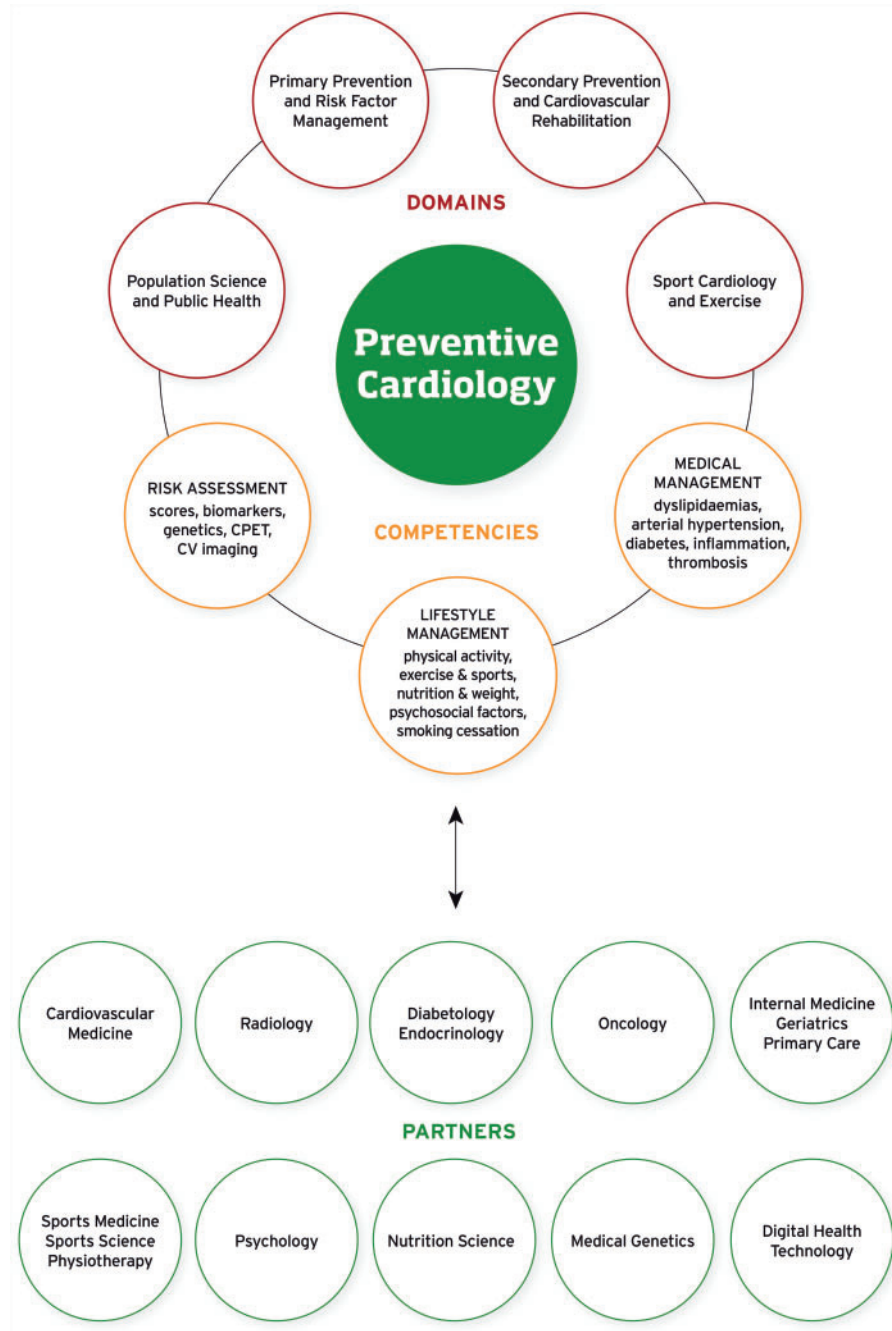 Primary Prevention
and Risk Factor
Management
Secondary Prevention
and Cardiovascular
Rehabilitation
DOMAINS
Population Science
and Public Health
Sport Cardiology
and Exercise
Preventive
Cardiology
RISK ASSESSMENT
scores, biomarkers,
genetics, CPET,
CV imaging
COMPETENCIES
MEDICAL
MANAGEMENT
dyslipidaemias,
arterial hypertension,
diabetes, inflammation,
thrombosis
LIFESTYLE
MANAGEMENT
physical activity,
exercise & sports,
nutrition & weight,
psychosocial factors,
smoking cessation
Cardiovascular
Medicine
Radiology
Diabetology
Endocrinology
Oncology
Internal Medicine
Geriatrics
Primary Care
PARTNERS
Sports Medicine
Sports Science
Physiotherapy
Psychology
Nutrition Science
Medical Genetics
Digital Health
Technology